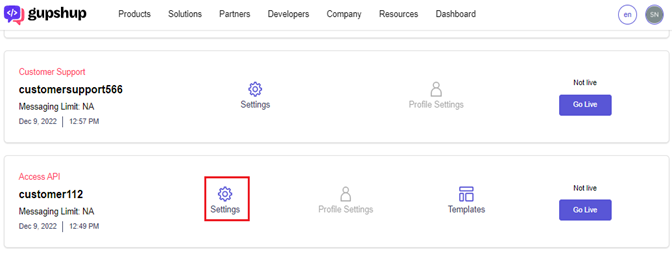 gupshup Products Solutions Partners Developers Company Resources Dashboard en SN
Customer Support
customersupport566
Messaging Limit: NA
Dec 9, 2022 12:57 PM
Settings
Profile Settings
Not live
Go Live
Access API
customer112
Messaging Limit: NA
Dec 9, 2022 12:49 PM
Settings
Profile Settings
Templates
Not live
Go Live